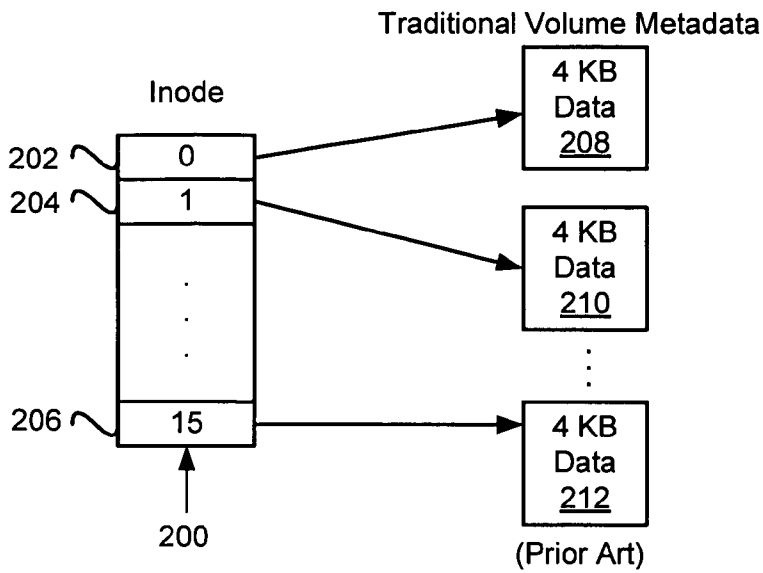 Traditional Volume Metadata
Inode
4 KB
Data
208
202
0
204
1
4 KB
Data
210
206
15
4 KB
Data
212
200
(Prior Art)